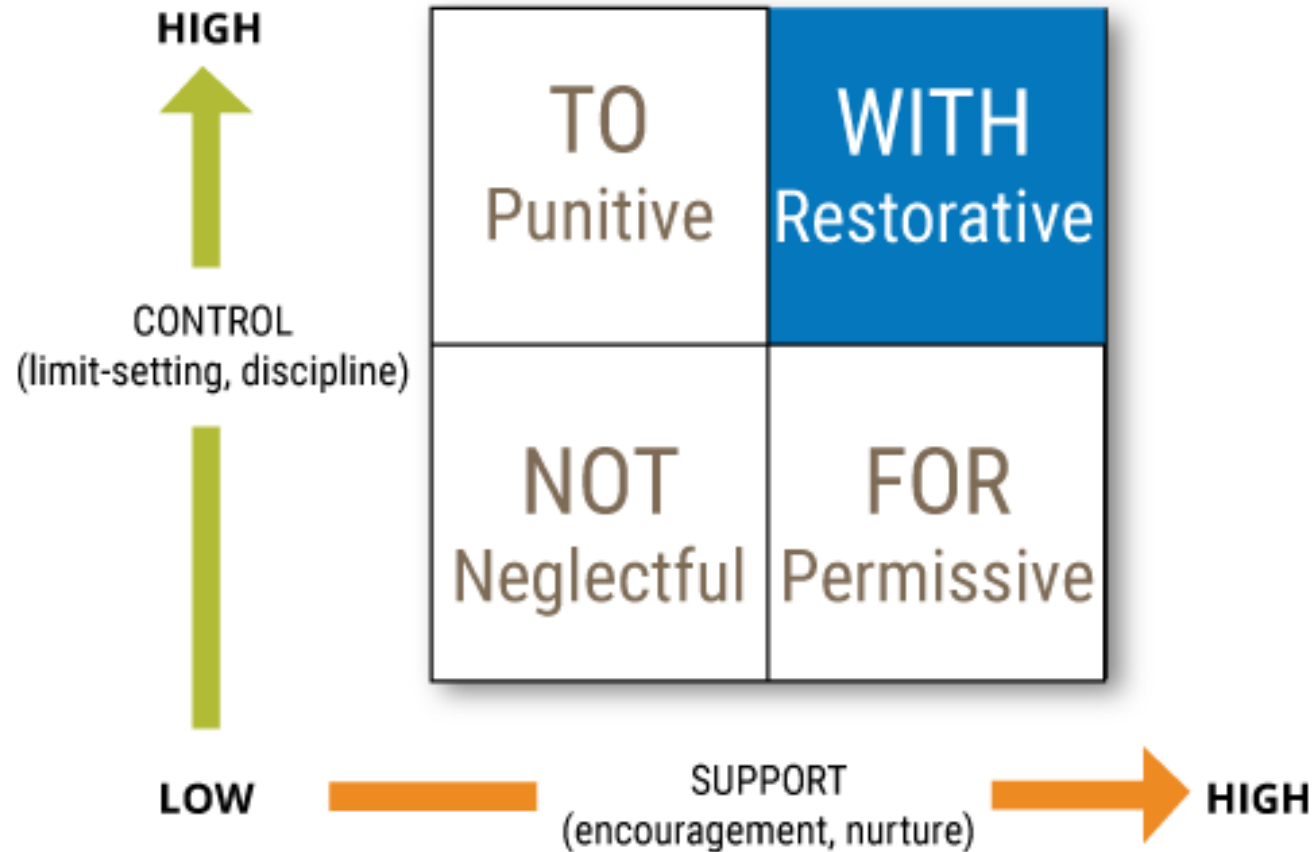 HIGH
TO
Punitive
WITH
Restorative
CONTROL
(limit-setting, discipline)
NOT
Neglectful
FOR
Permissive
LOW
SUPPORT
(encouragement, nurture)
HIGH